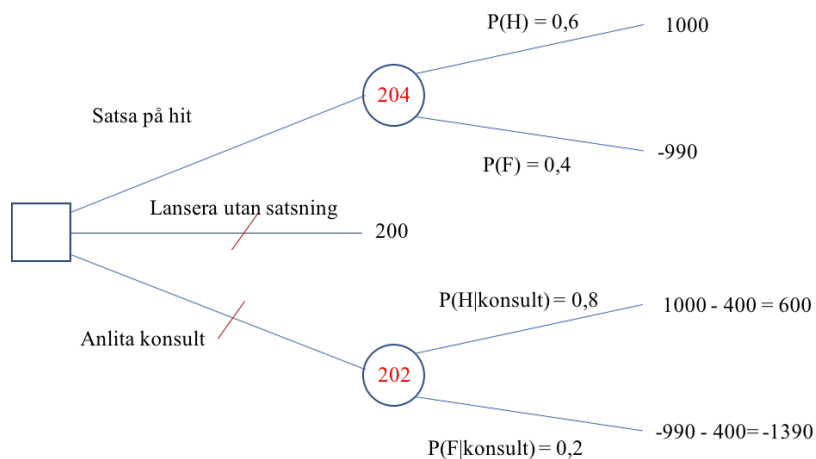 P(H) = 0,6
1000
204
Satsa på hit
-990
P(F) = 0,4
Lansera utan satsning
200
P(H|konsult) = 0,8
1000 - 400 = 600
Anlita konsult
202
-990 - 400= -1390
P(F|konsult) = 0,2